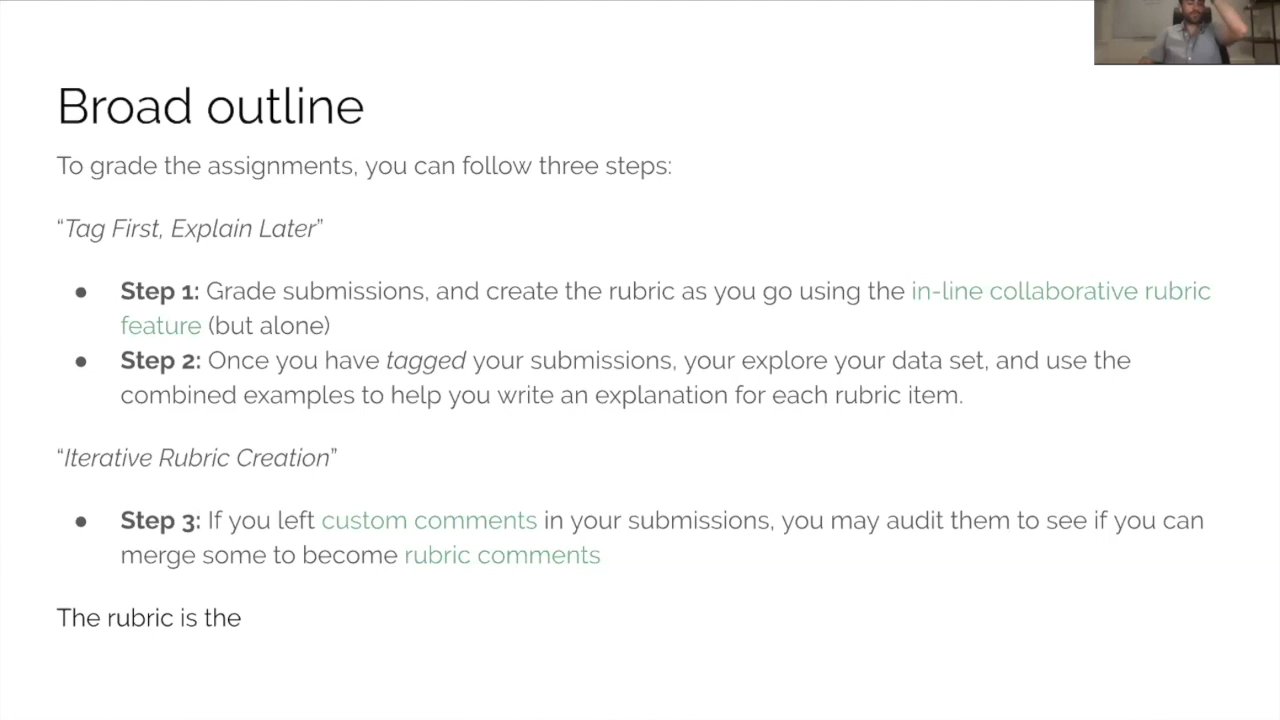 Broad outline
To grade the assignments, you can follow three steps:
“Tag First, Explain Later”
● Step 1: Grade submissions, and create the rubric as you go using the in-line collaborative rubric
feature (but alone)
● Step 2: Once you have tagged your submissions, your explore your data set, and use the
combined examples to help you write an explanation for each rubric item.
“Iterative Rubric Creation”
● Step 3: If you left custom comments in your submissions, you may audit them to see if you can
merge some to become rubric comments
The rubric is the